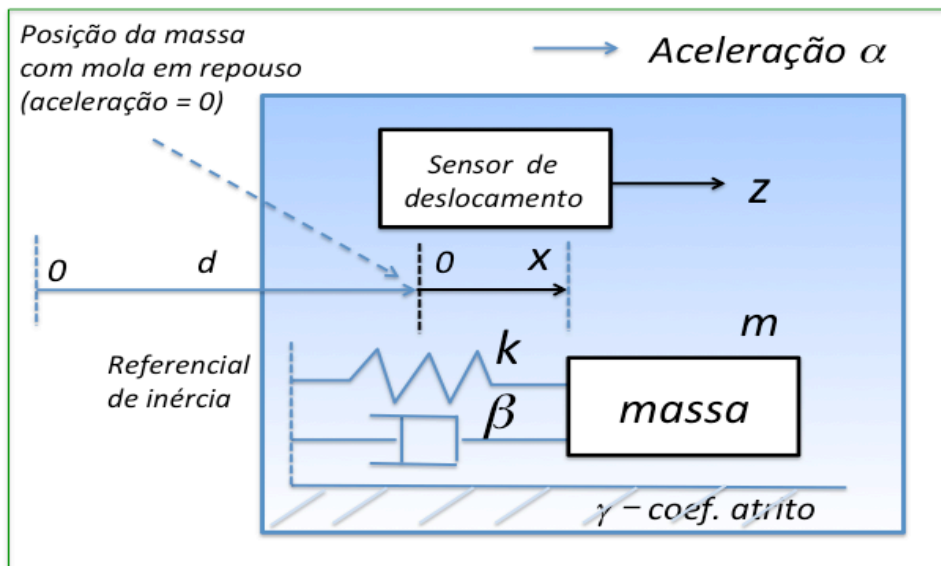 Posição da massa
com mola em repouso
(aceleração = 0)
Aceleração α
Sensor de
deslocamento
z
0
d
0
x
Referencial
de inércia
k
β
m
massa
γ – coef. atrito